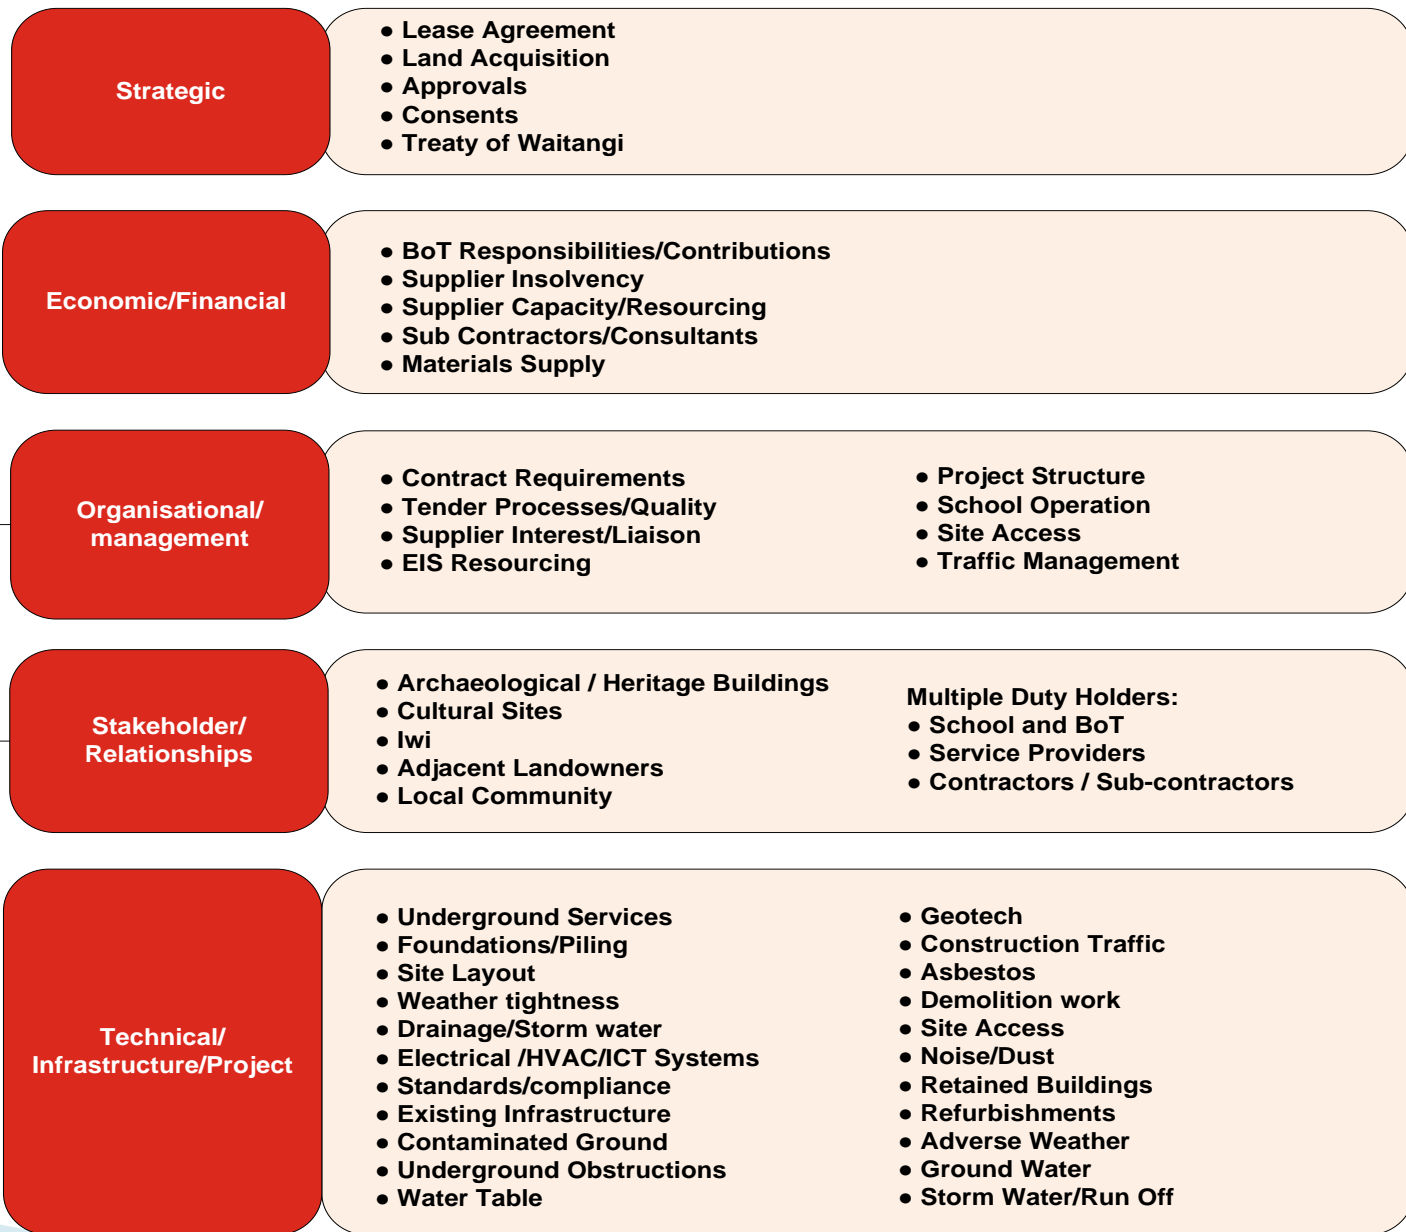 Strategic
● Lease Agreement
● Land Acquisition
● Approvals
● Consents
● Treaty of Waitangi
Economic/Financial
● BoT Responsibilities/Contributions
● Supplier Insolvency
● Supplier Capacity/Resourcing
● Sub Contractors/Consultants
● Materials Supply
Organisational/
management
● Contract Requirements
● Tender Processes/Quality
● Supplier Interest/Liaison
● EIS Resourcing
● Project Structure
● School Operation
● Site Access
● Traffic Management
Stakeholder/
Relationships
● Archaeological / Heritage Buildings
● Cultural Sites
● Iwi
● Adjacent Landowners
● Local Community
Multiple Duty Holders:
● School and BoT
● Service Providers
● Contractors / Sub-contractors
Technical/
Infrastructure/Project
● Underground Services
● Foundations/Piling
● Site Layout
● Weather tightness
● Drainage/Storm water
● Electrical /HVAC/ICT Systems
● Standards/compliance
● Existing Infrastructure
● Contaminated Ground
● Underground Obstructions
● Water Table
● Geotech
● Construction Traffic
● Asbestos
● Demolition work
● Site Access
● Noise/Dust
● Retained Buildings
● Refurbishments
● Adverse Weather
● Ground Water
● Storm Water/Run Off